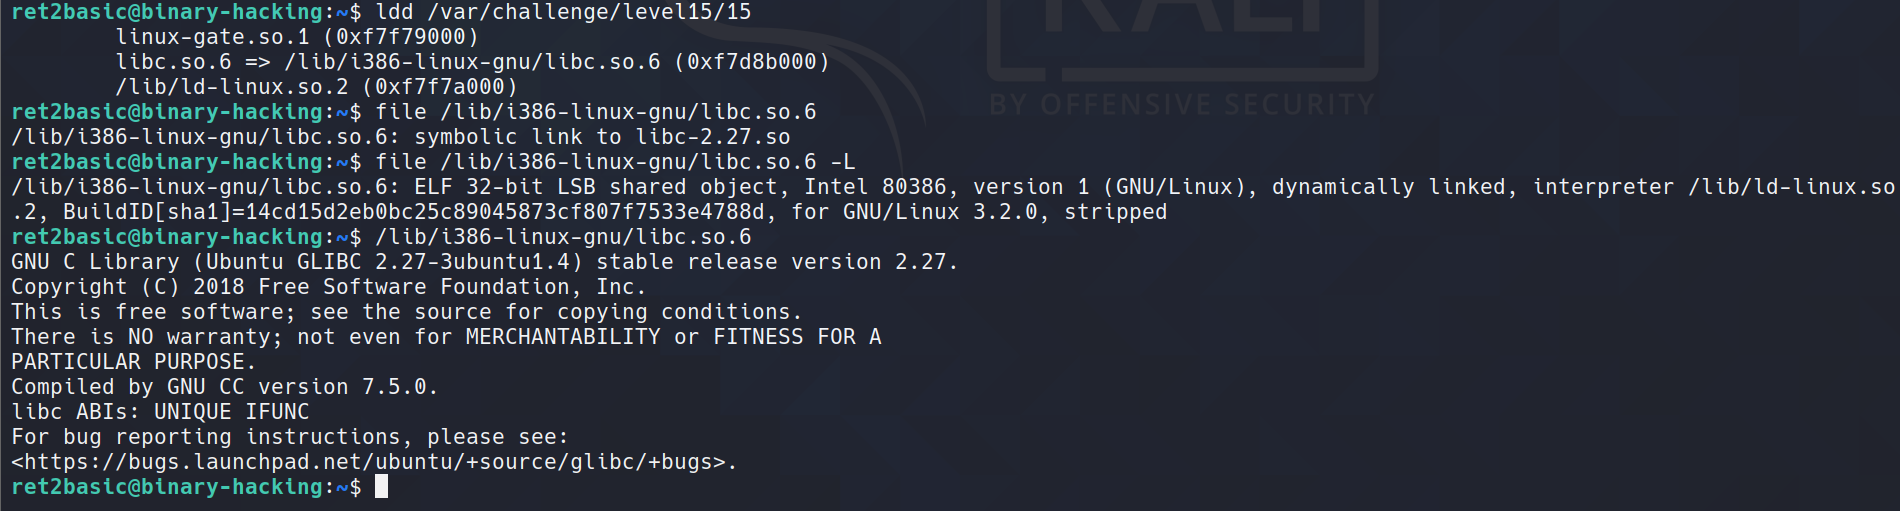 ret2basic@binary-hacking:~$ ldd /var/challenge/level15/15
        linux-gate.so.1 (0xf7f79000)
        libc.so.6 => /lib/i386-linux-gnu/libc.so.6 (0xf7d8b000)
        /lib/ld-linux.so.2 (0xf7f7a000)
ret2basic@binary-hacking:~$ file /lib/i386-linux-gnu/libc.so.6
/lib/i386-linux-gnu/libc.so.6: symbolic link to libc-2.27.so
ret2basic@binary-hacking:~$ file /lib/i386-linux-gnu/libc.so.6 -L
/lib/i386-linux-gnu/libc.so.6: ELF 32-bit LSB shared object, Intel 80386, version 1 (GNU/Linux), dynamically linked, interpreter /lib/ld-linux.so
.2, BuildID[sha1]=14cd15d2eb0bc25c89045873cf807f7533e4788d, for GNU/Linux 3.2.0, stripped
ret2basic@binary-hacking:~$ /lib/i386-linux-gnu/libc.so.6
GNU C Library (Ubuntu GLIBC 2.27-3ubuntu1.4) stable release version 2.27.
Copyright (C) 2018 Free Software Foundation, Inc.
This is free software; see the source for copying conditions.
There is NO warranty; not even for MERCHANTABILITY or FITNESS FOR A
PARTICULAR PURPOSE.
Compiled by GNU CC version 7.5.0.
libc ABIs: UNIQUE IFUNC
For bug reporting instructions, please see:
<https://bugs.launchpad.net/ubuntu/+source/glibc/+bugs>.
ret2basic@binary-hacking:~$
KALI
BY OFFENSIVE SECURITY